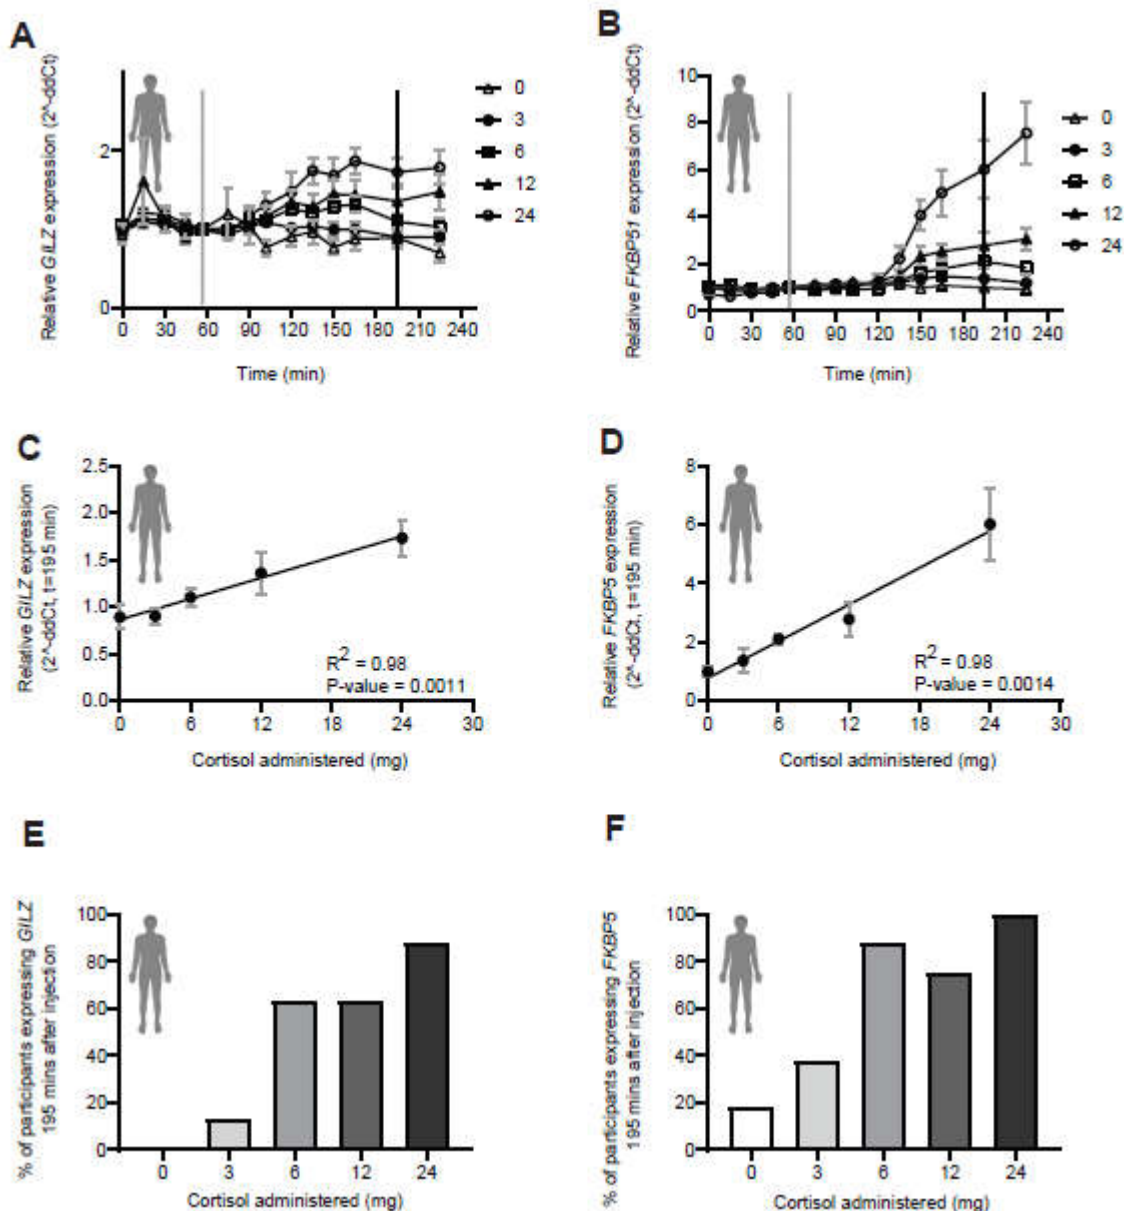 A
Relative GILZ expression (2^-ddCt)
2
0
0 30 60 90 120 150 180 210 240
Time (min)
0
3
6
12
24
B
Relative FKBP51 expression (2^-ddCt)
10
8
6
4
2
0
0 30 60 90 120 150 180 210 240
Time (min)
0
3
6
12
24
C
Relative GILZ expression
(2^-ddCt, t=195 min)
2.5
2.0
1.5
1.0
0.5
0.0
R2 = 0.98
P-value = 0.0011
0 6 12 18 24 30
Cortisol administered (mg)
D
Relative FKBP5 expression
(2^-ddCt, t=195 min)
8
6
4
2
0
R2 = 0.98
P-value = 0.0014
0 6 12 18 24 30
Cortisol administered (mg)
E
% of participants expressing GILZ
195 mins after injection
100
80
60
40
20
0
0 3 6 12 24
Cortisol administered (mg)
F
% of participants expressing FKBP5
195 mins after injection
100
80
60
40
20
0
0 3 6 12 24
Cortisol administered (mg)